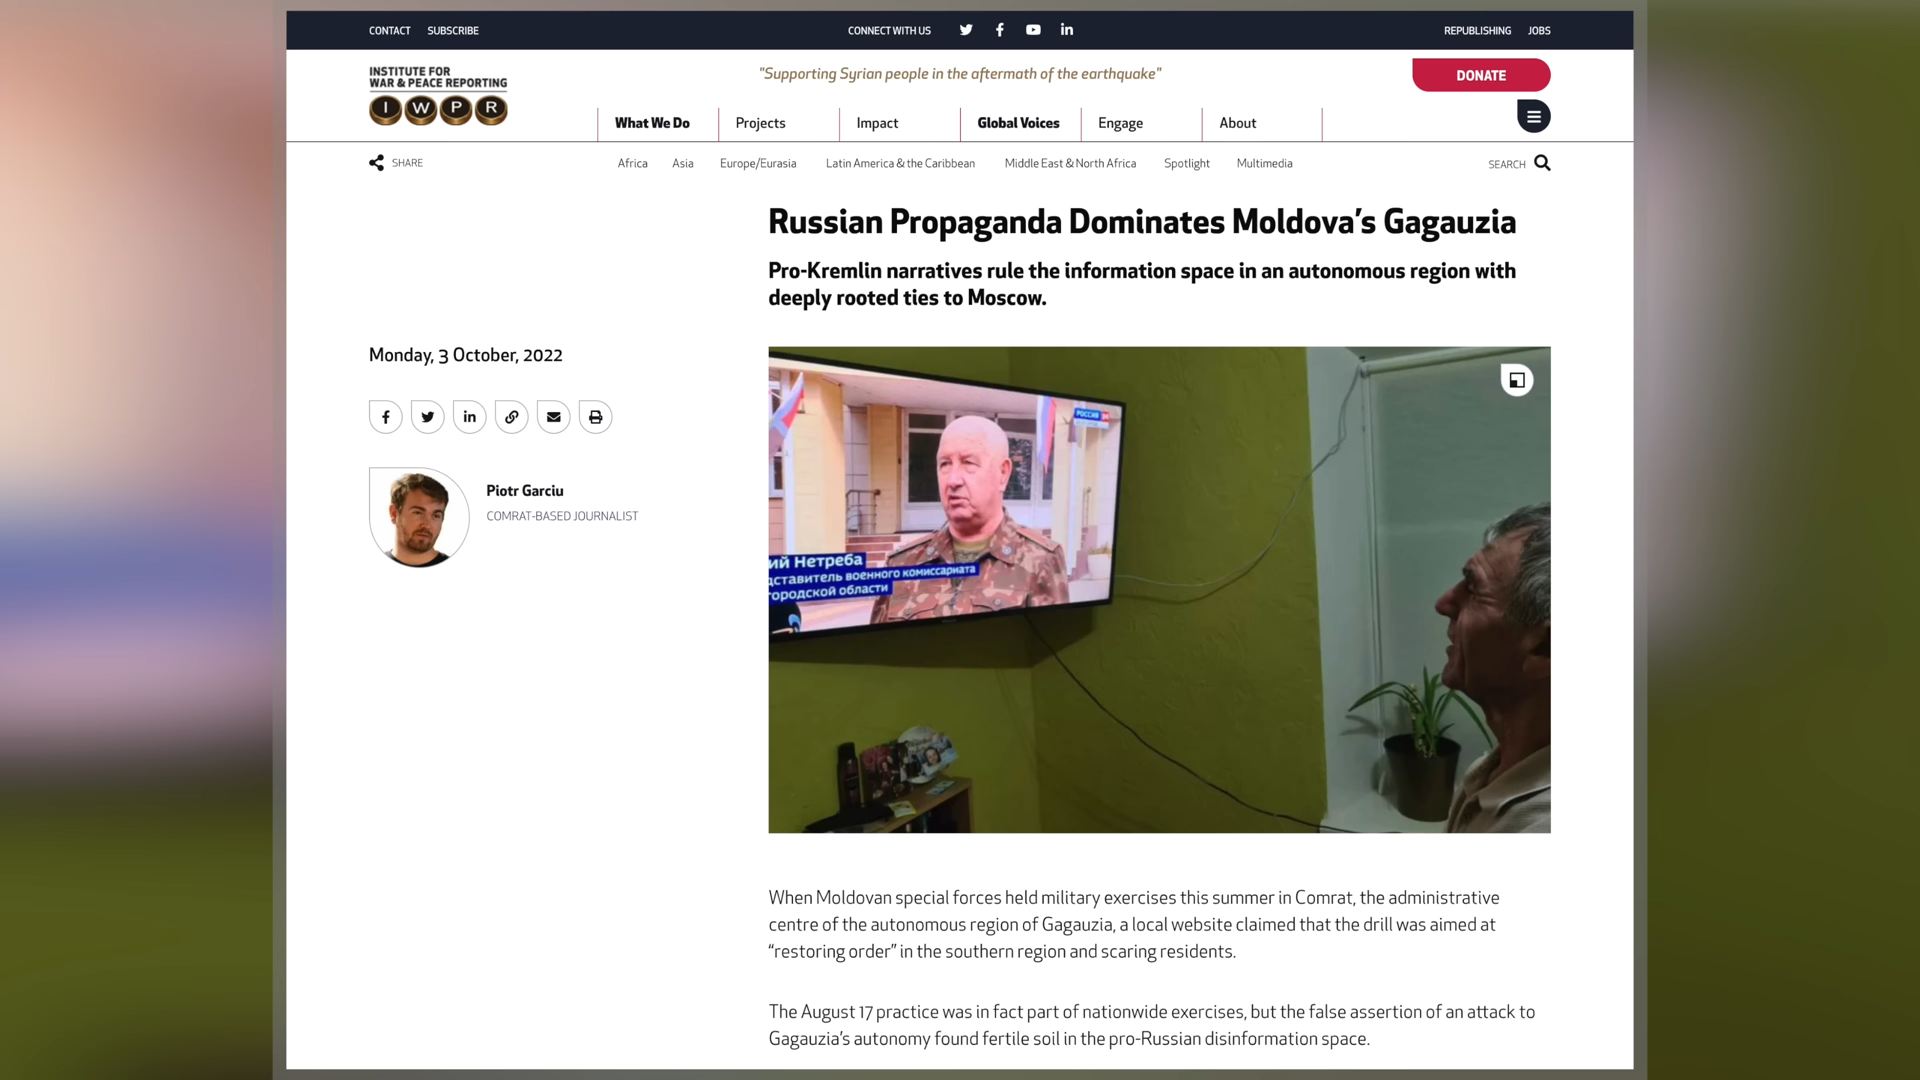 CONTACT SUBSCRIBE CONNECT WITH US REPUBLISHING JOBS
INSTITUTE FOR
WAR & PEACE REPORTING
I W P R
"Supporting Syrian people in the aftermath of the earthquake"
DONATE
What We Do Projects Impact Global Voices Engage About
SHARE Africa Asia Europe/Eurasia Latin America & the Caribbean Middle East & North Africa Spotlight Multimedia SEARCH
Russian Propaganda Dominates Moldova’s Gagauzia
Pro-Kremlin narratives rule the information space in an autonomous region with
deeply rooted ties to Moscow.
Monday, 3 October, 2022
Piotr Garciu
COMRAT-BASED JOURNALIST
РОССИЯ
ий Нетреба
дставитель военного комиссариата
городской области
When Moldovan special forces held military exercises this summer in Comrat, the administrative
centre of the autonomous region of Gagauzia, a local website claimed that the drill was aimed at
“restoring order” in the southern region and scaring residents.
The August 17 practice was in fact part of nationwide exercises, but the false assertion of an attack to
Gagauzia’s autonomy found fertile soil in the pro-Russian disinformation space.